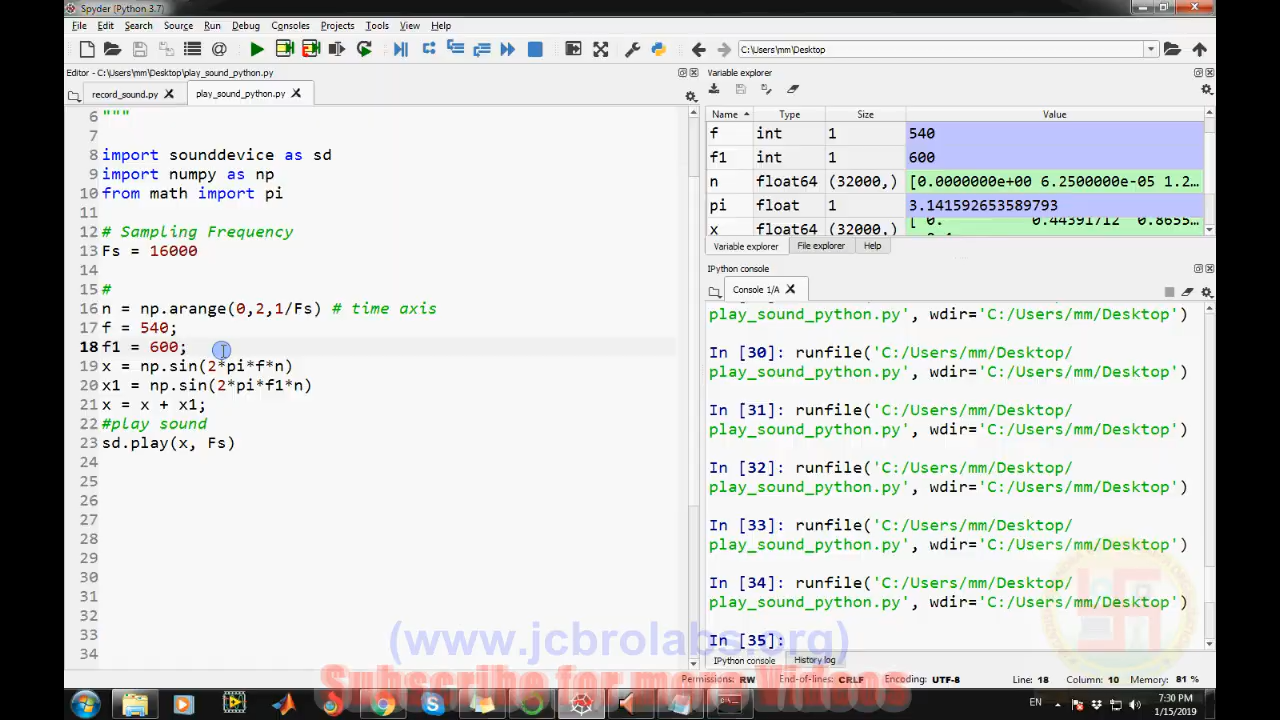 Spyder (Python 3.7)
File Edit Search Source Run Debug Consoles Projects Tools View Help
C:\Users\mm\Desktop
Editor - C:\Users\mm\Desktop\play_sound_python.py
record_sound.py
play_sound_python.py
6 """
7
8 import sounddevice as sd
9 import numpy as np
10 from math import pi
11
12 # Sampling Frequency
13 Fs = 16000
14
15 #
16 n = np.arange(0,2,1/Fs) # time axis
17 f = 540;
18 f1 = 600;
19 x = np.sin(2*pi*f*n)
20 x1 = np.sin(2*pi*f1*n)
21 x = x + x1;
22 #play sound
23 sd.play(x, Fs)
24
25
26
27
28
29
30
31
32
33
34
Variable explorer
Name Type Size Value
f int 1 540
f1 int 1 600
n float64 (32000,) [0.0000000e+00 6.2500000e-05 1.2...
pi float 1 3.141592653589793
x float64 (32000,) [ 0. 0.44391712 0.8655...
Variable explorer File explorer Help
IPython console
Console 1/A
play_sound_python.py', wdir='C:/Users/mm/Desktop')
In [30]: runfile('C:/Users/mm/Desktop/
play_sound_python.py', wdir='C:/Users/mm/Desktop')
In [31]: runfile('C:/Users/mm/Desktop/
play_sound_python.py', wdir='C:/Users/mm/Desktop')
In [32]: runfile('C:/Users/mm/Desktop/
play_sound_python.py', wdir='C:/Users/mm/Desktop')
In [33]: runfile('C:/Users/mm/Desktop/
play_sound_python.py', wdir='C:/Users/mm/Desktop')
In [34]: runfile('C:/Users/mm/Desktop/
play_sound_python.py', wdir='C:/Users/mm/Desktop')
In [35]:
(www.jcbrolabs.org)
IPython console History log
Subscribe for more Videos
Permissions: RW End-of-lines: CRLF Encoding: UTF-8 Line: 18 Column: 10 Memory: 81 %
EN
7:30 PM
1/15/2019